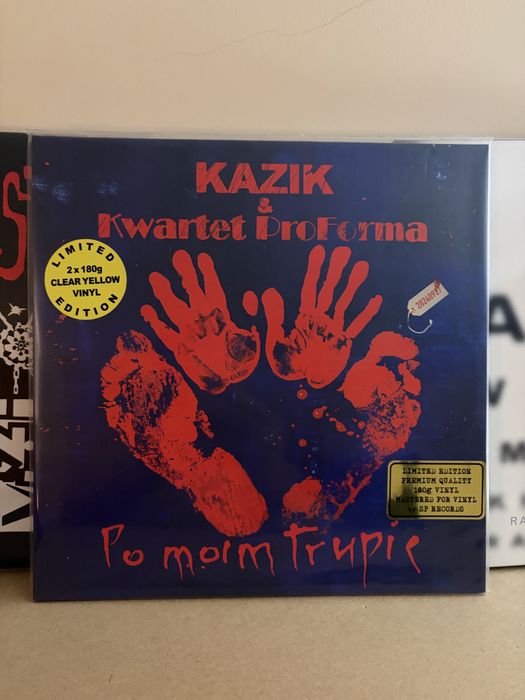 KAZIK
&
Kwartet ProForma
LIMITED
2 x 180g
CLEAR YELLOW
VINYL
EDITION
20240917
LIMITED EDITION
PREMIUM QUALITY
180g VINYL
MASTERED FOR VINYL
by SP RECORDS
Po moim trupie